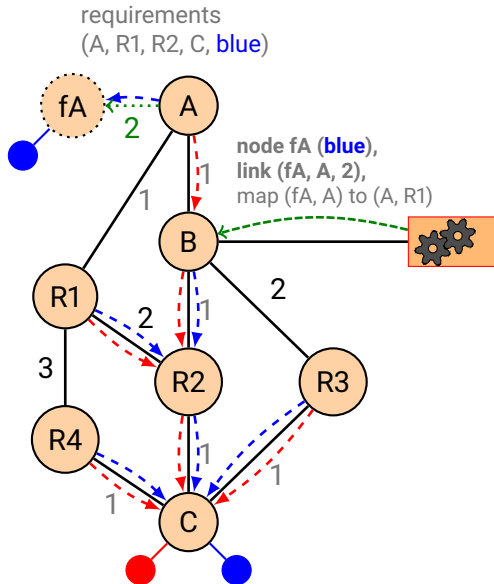 requirements
(A, R1, R2, C, blue)
fA
A
2
1
1
node fA (blue),
link (fA, A, 2),
map (fA, A) to (A, R1)
B
R1
2
1
2
3
R2
R3
R4
1
1
1
C